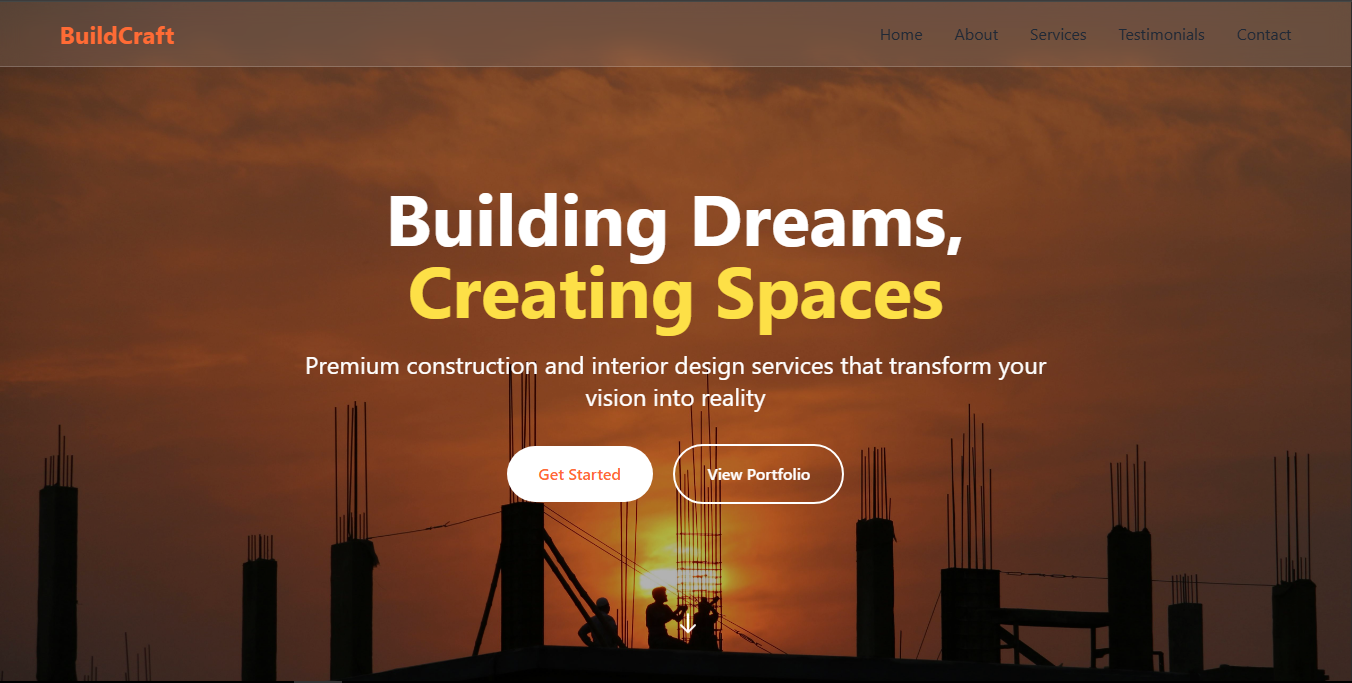 BuildCraft
Home About Services Testimonials Contact
Building Dreams,
Creating Spaces
Premium construction and interior design services that transform your
vision into reality
Get Started
View Portfolio